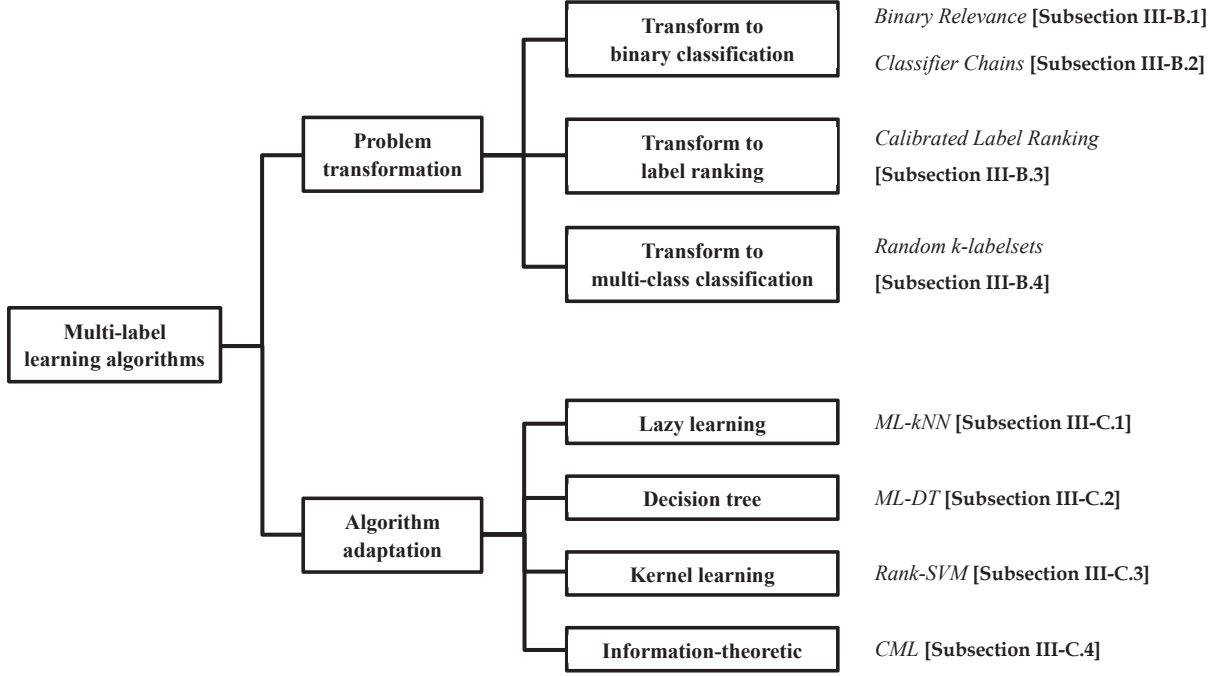 Transform to
binary classification
Binary Relevance [Subsection III-B.1]
Classifier Chains [Subsection III-B.2]
Problem
transformation
Transform to
label ranking
Calibrated Label Ranking
[Subsection III-B.3]
Transform to
multi-class classification
Random k-labelsets
[Subsection III-B.4]
Multi-label
learning algorithms
Lazy learning
ML-kNN [Subsection III-C.1]
Decision tree
ML-DT [Subsection III-C.2]
Algorithm
adaptation
Kernel learning
Rank-SVM [Subsection III-C.3]
Information-theoretic
CML [Subsection III-C.4]